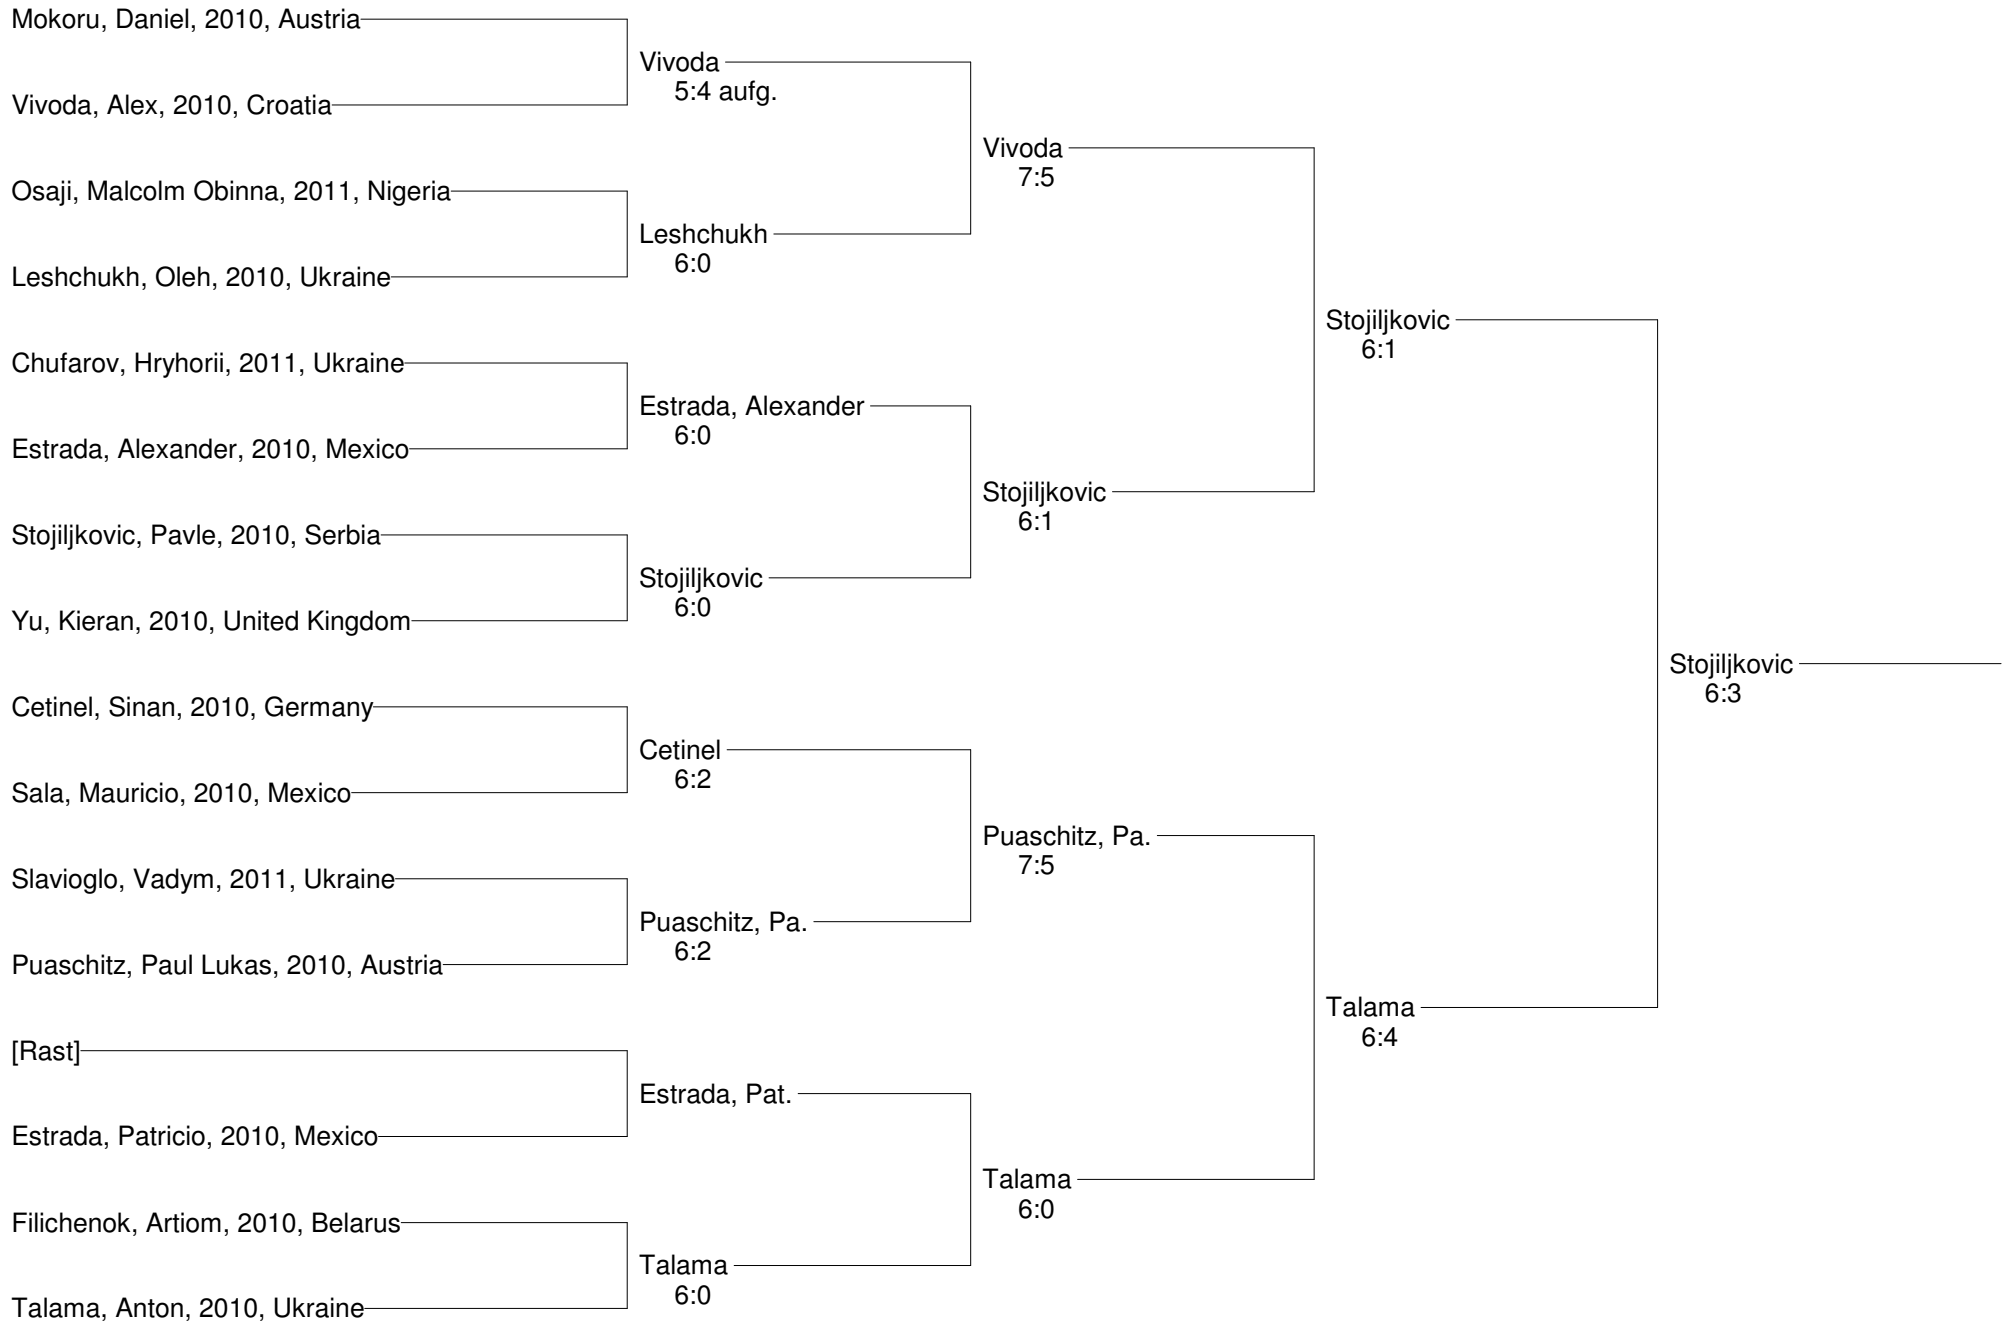 Mokoru, Daniel, 2010, Austria
Vivoda, Alex, 2010, Croatia
Osaji, Malcolm Obinna, 2011, Nigeria
Leshchukh, Oleh, 2010, Ukraine
Chufarov, Hryhorii, 2011, Ukraine
Estrada, Alexander, 2010, Mexico
Stojiljkovic, Pavle, 2010, Serbia
Yu, Kieran, 2010, United Kingdom
Cetinel, Sinan, 2010, Germany
Sala, Mauricio, 2010, Mexico
Slavioglo, Vadym, 2011, Ukraine
Puaschitz, Paul Lukas, 2010, Austria
[Rast]
Estrada, Patricio, 2010, Mexico
Filichenok, Artiom, 2010, Belarus
Talama, Anton, 2010, Ukraine
Vivoda
5:4 aufg.
Leshchukh
6:0
Estrada, Alexander
6:0
Stojiljkovic
6:0
Cetinel
6:2
Puaschitz, Pa.
6:2
Estrada, Pat.
Talama
6:0
Vivoda
7:5
Stojiljkovic
6:1
Puaschitz, Pa.
7:5
Talama
6:0
Stojiljkovic
6:1
Talama
6:4
Stojiljkovic
6:3